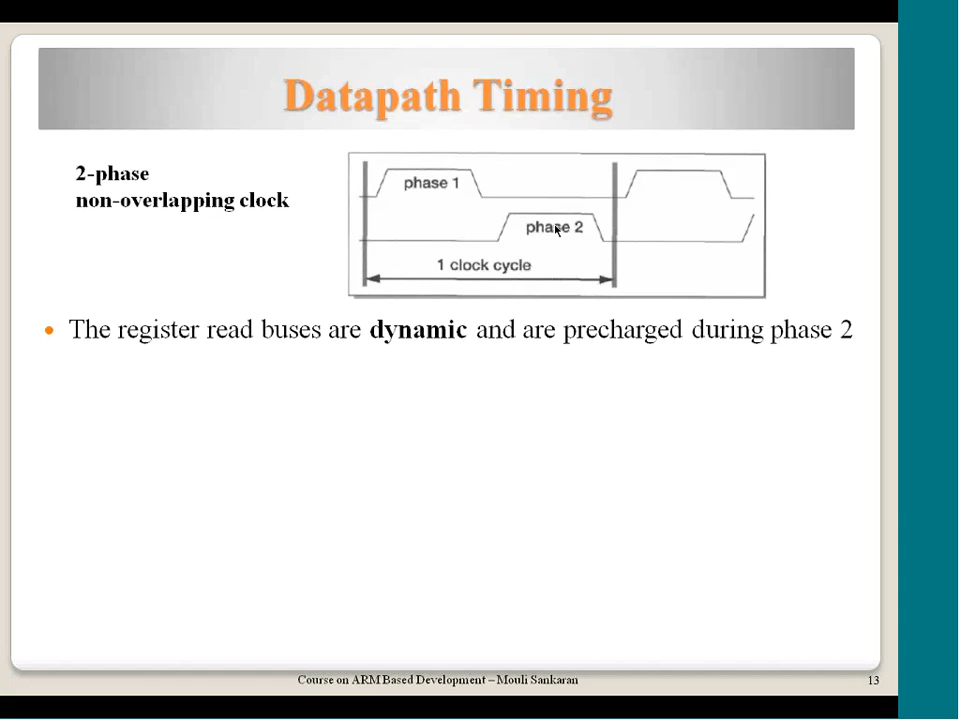 Datapath Timing
2-phase
non-overlapping clock
phase 1
phase 2
1 clock cycle
The register read buses are dynamic and are precharged during phase 2
Course on ARM Based Development – Mouli Sankaran
13